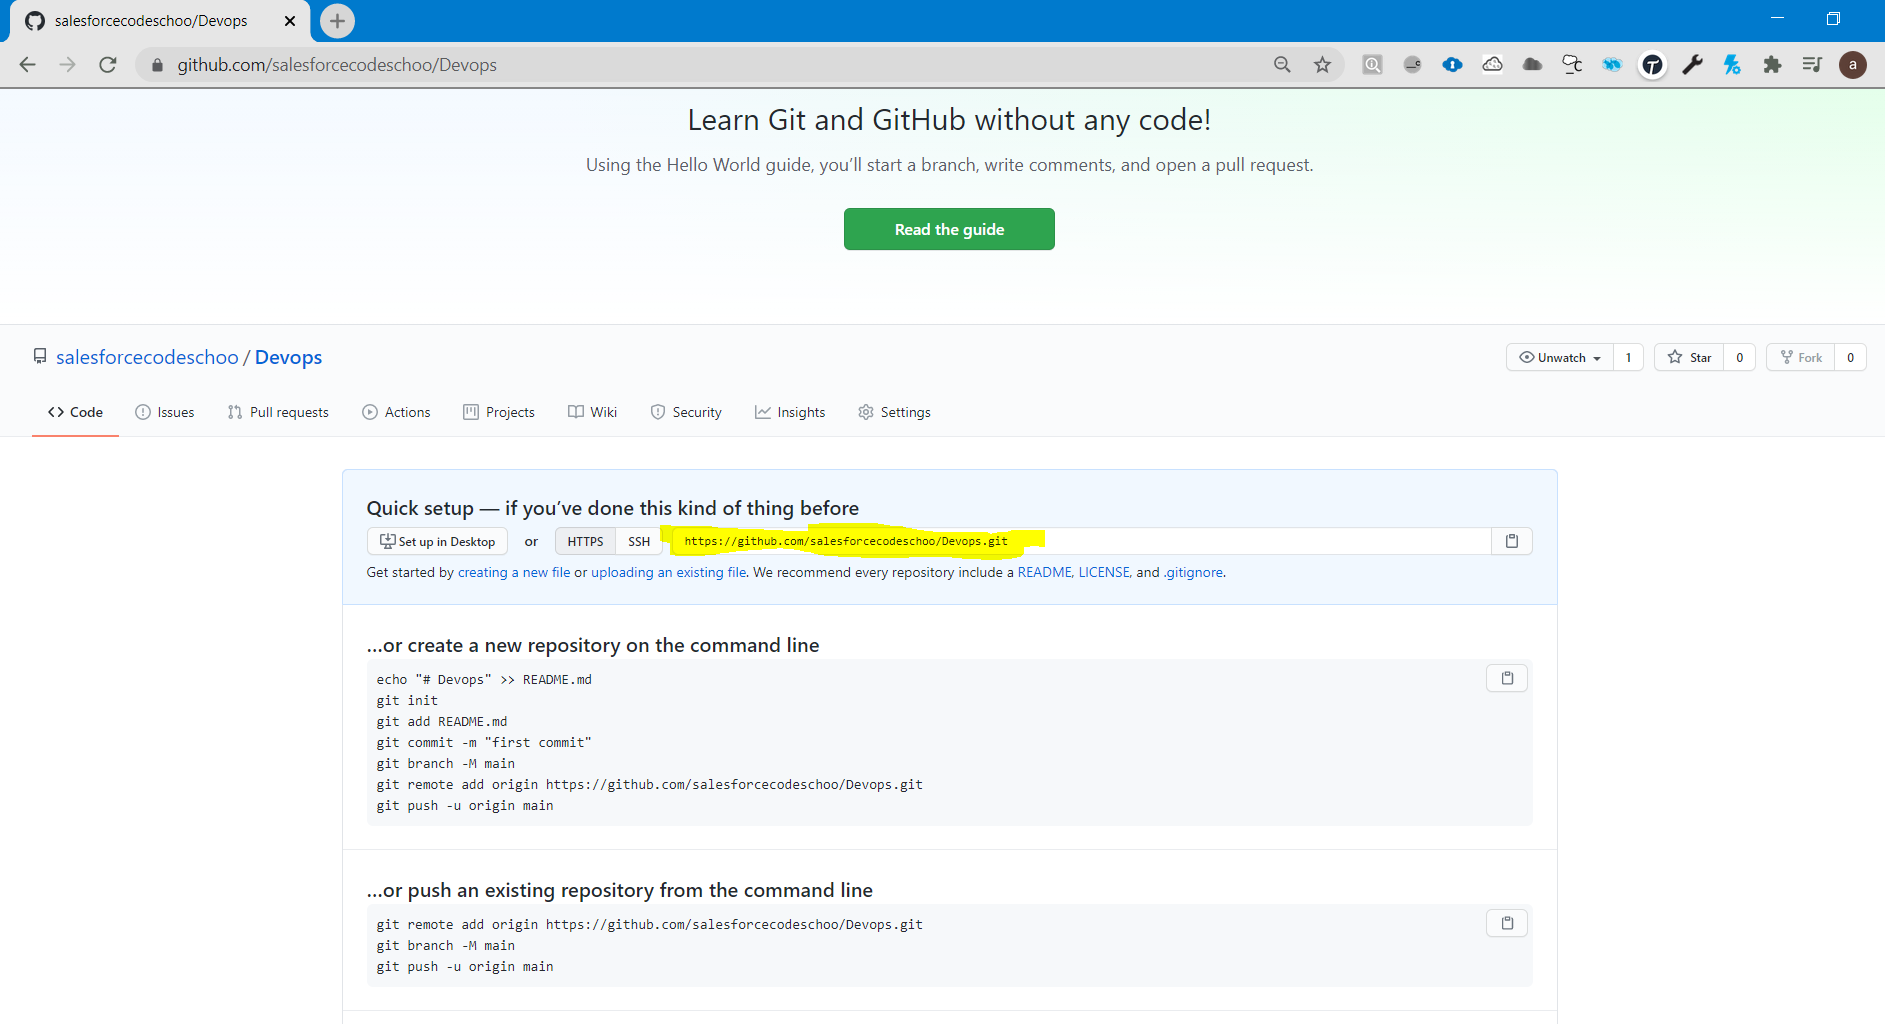 salesforcecodeschoo/Devops
github.com/salesforcecodeschoo/Devops
a
Learn Git and GitHub without any code!
Using the Hello World guide, you’ll start a branch, write comments, and open a pull request.
Read the guide
salesforcecodeschoo / Devops
Unwatch 1 Star 0 Fork 0
Code Issues Pull requests Actions Projects Wiki Security Insights Settings
Quick setup — if you’ve done this kind of thing before
Set up in Desktop or HTTPS SSH https://github.com/salesforcecodeschoo/Devops.git
Get started by creating a new file or uploading an existing file. We recommend every repository include a README, LICENSE, and .gitignore.
…or create a new repository on the command line
echo "# Devops" >> README.md
git init
git add README.md
git commit -m "first commit"
git branch -M main
git remote add origin https://github.com/salesforcecodeschoo/Devops.git
git push -u origin main
…or push an existing repository from the command line
git remote add origin https://github.com/salesforcecodeschoo/Devops.git
git branch -M main
git push -u origin main